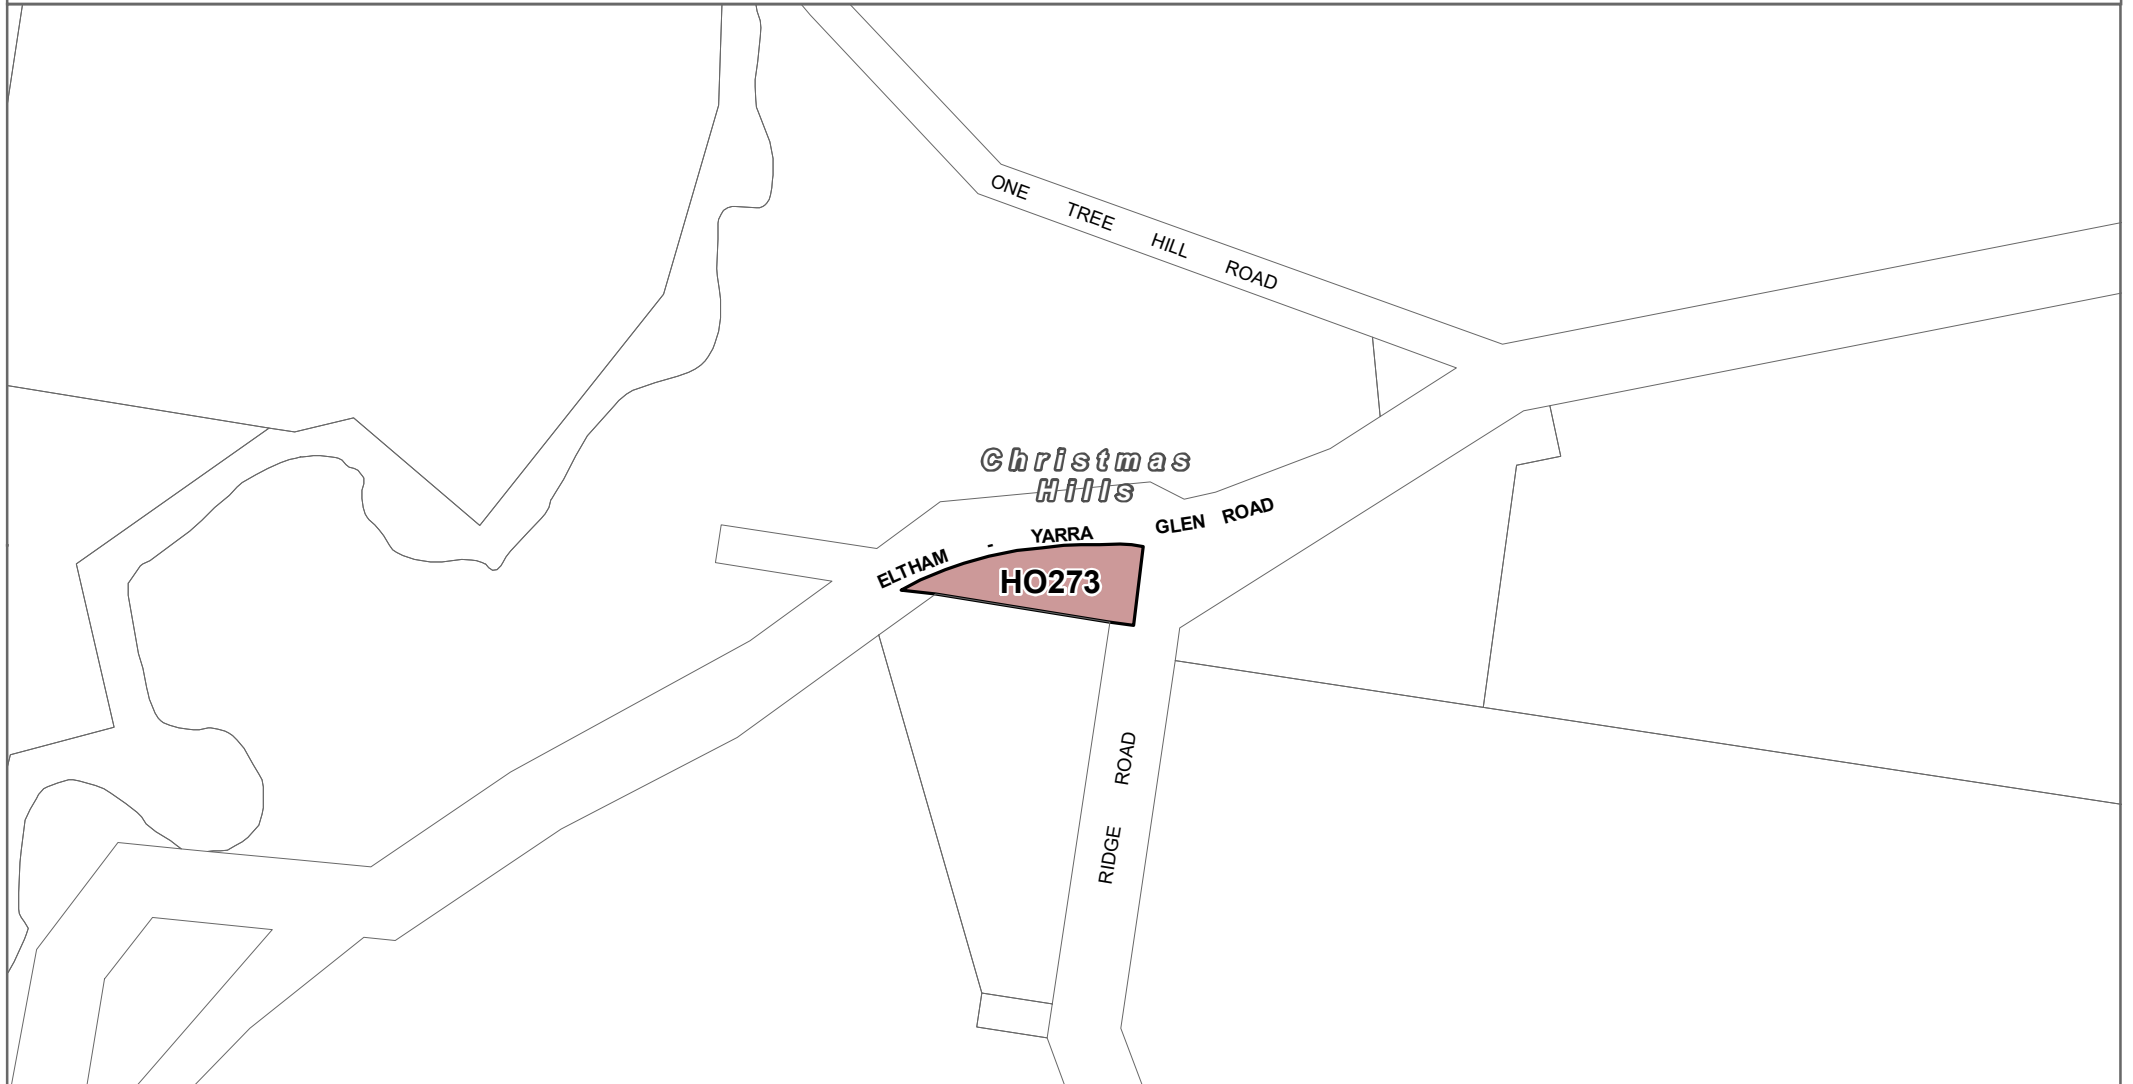 ONE TREE HILL ROAD
Christmas
Hills
ELTHAM - YARRA GLEN ROAD
HO273
RIDGE ROAD